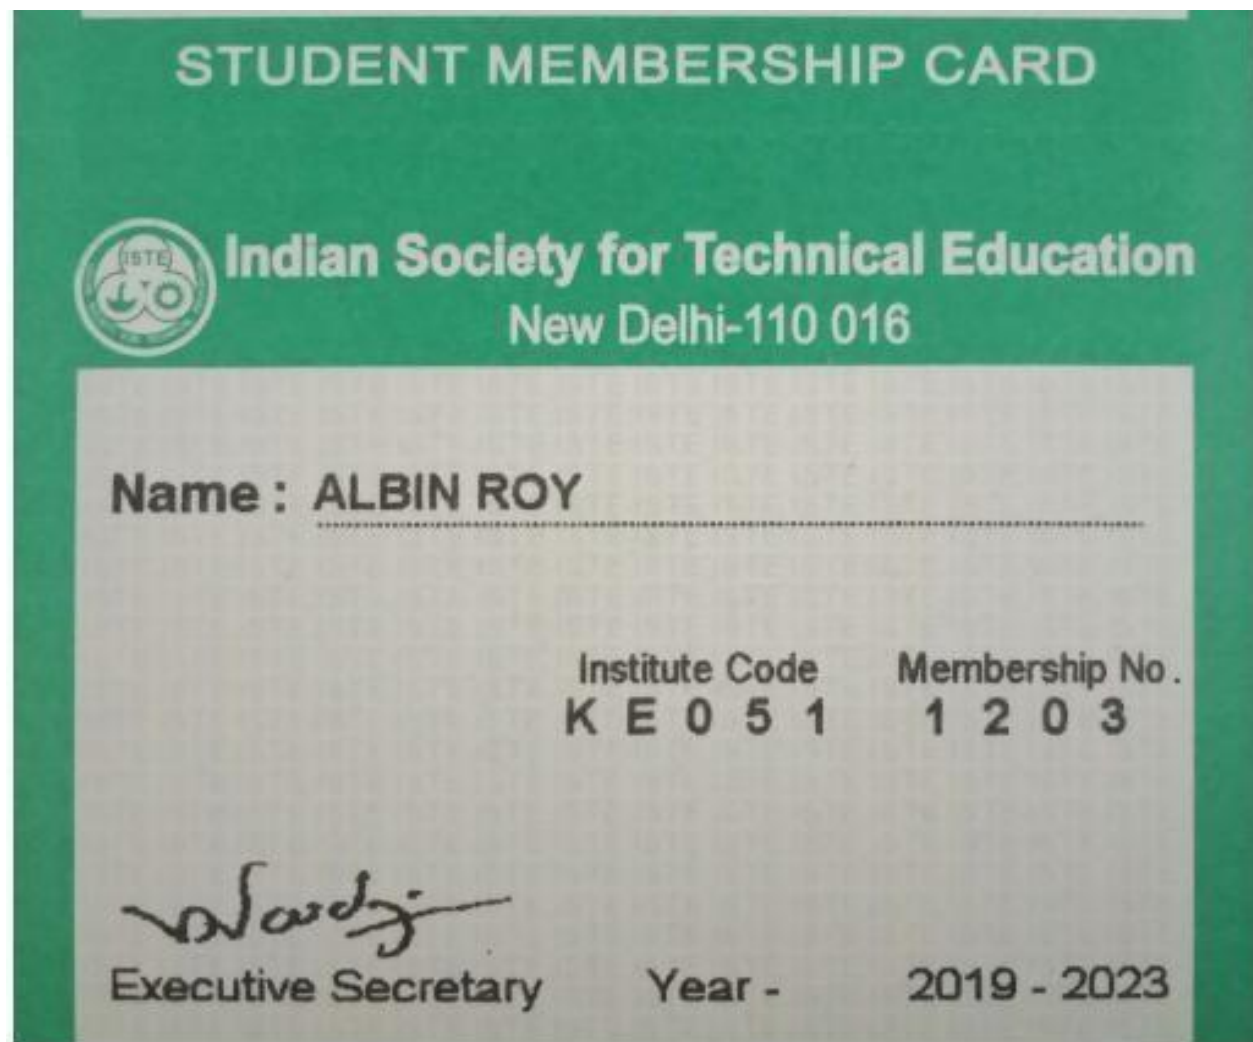 STUDENT MEMBERSHIP CARD
ISTE
Indian Society for Technical Education
New Delhi-110 016
Name : ALBIN ROY
Institute Code Membership No.
K E 0 5 1 1 2 0 3
Executive Secretary Year - 2019 - 2023